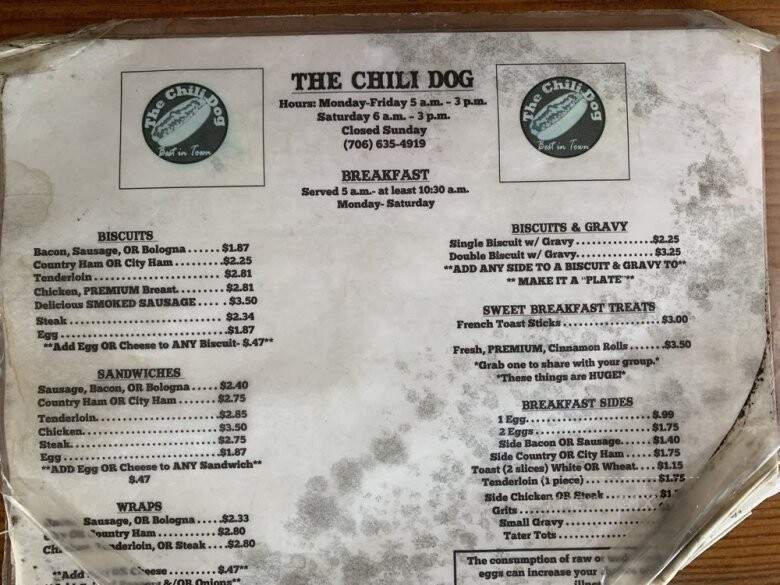 The Chili Dog
Best in Town
THE CHILI DOG
Hours: Monday-Friday 5 a.m. - 3 p.m.
Saturday 6 a.m. - 3 p.m.
Closed Sunday
(706) 635-4919
The Chili Dog
Best in Town
BREAKFAST
Served 5 a.m.- at least 10:30 a.m.
Monday- Saturday
BISCUITS
Bacon, Sausage, OR Bologna ...... $1.87
Country Ham OR City Ham ........ $2.25
Tenderloin ........................ $2.81
Chicken, PREMIUM Breast ........ $2.81
Delicious SMOKED SAUSAGE ..... $3.50
Steak ............................. $2.34
Egg ............................... $1.87
**Add Egg OR Cheese to ANY Biscuit- $.47**
SANDWICHES
Sausage, Bacon, OR Bologna ..... $2.40
Country Ham OR City Ham ....... $2.75
Tenderloin ........................ $2.85
Chicken ........................... $3.50
Steak ............................. $2.75
Egg ............................... $1.87
**ADD Egg OR Cheese to ANY Sandwich**
$.47
WRAPS
Sausage, OR Bologna .... $2.33
Country Ham ........ $2.80
Tenderloin, OR Steak .... $2.80
**Add Cheese .... $.47**
&/OR Onions**
BISCUITS & GRAVY
Single Biscuit w/ Gravy ............... $2.25
Double Biscuit w/ Gravy ............... $3.25
**ADD ANY SIDE TO A BISCUIT & GRAVY TO**
** MAKE IT A "PLATE"**
SWEET BREAKFAST TREATS
French Toast Sticks ................... $3.00
Fresh, PREMIUM, Cinnamon Rolls ....... $3.50
*Grab one to share with your group.*
*These things are HUGE!*
BREAKFAST SIDES
1 Egg ............................ $.99
2 Eggs ........................... $1.75
Side Bacon OR Sausage ..... $1.40
Side Country OR City Ham .... $1.75
Toast (2 slices) White OR Wheat .... $1.15
Tenderloin (1 piece) ................ $1.75
Side Chicken OR Steak
Grits
Small Gravy
Tater Tots
The consumption of raw
eggs can increase your